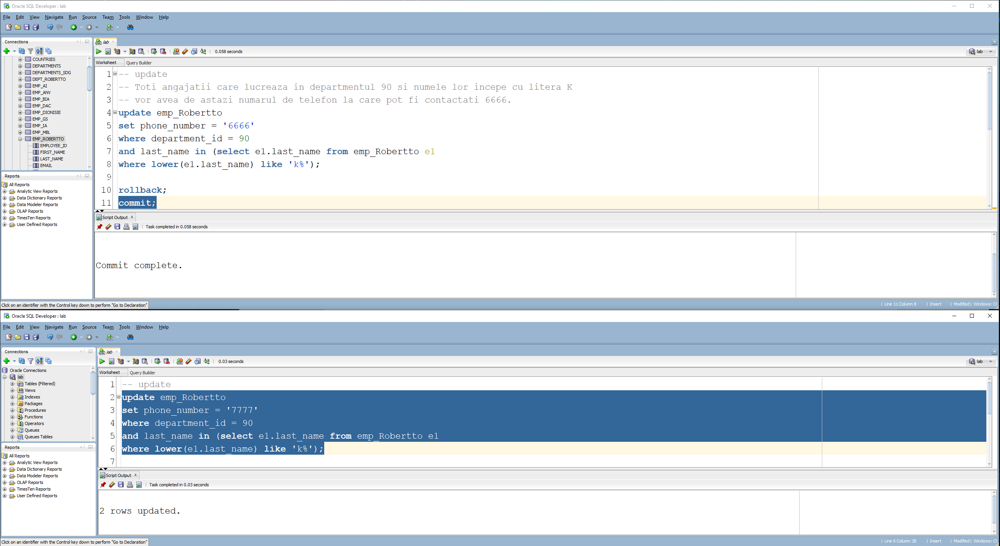 Oracle SQL Developer : lab
File Edit View Navigate Run Source Team Tools Window Help
Connections
COUNTRIES
DEPARTMENTS
DEPARTMENTS_SDG
DEPT_ROBERTTO
EMP_AI
EMP_ANV
EMP_BIA
EMP_DAC
EMP_DIONISIE
EMP_GS
EMP_IA
EMP_MBL
EMP_ROBERTTO
EMPLOYEE_ID
FIRST_NAME
LAST_NAME
EMAIL
Reports
All Reports
Analytic View Reports
Data Dictionary Reports
Data Modeler Reports
OLAP Reports
TimesTen Reports
User Defined Reports
lab
0.058 seconds
lab
Worksheet Query Builder
1 -- update
2 -- Toti angajatii care lucreaza in departmentul 90 si numele lor incepe cu litera K
3 -- vor avea de astazi numarul de telefon la care pot fi contactati 6666.
4 update emp_Robertto
5 set phone_number = '6666'
6 where department_id = 90
7 and last_name in (select e1.last_name from emp_Robertto e1
8 where lower(e1.last_name) like 'k%');
9
10 rollback;
11 commit;
Script Output
Task completed in 0.058 seconds
Commit complete.
Click on an identifier with the Control key down to perform "Go to Declaration"
Line 11 Column 8 | Insert | Modified | Windows: CF
Oracle SQL Developer : lab
File Edit View Navigate Run Source Team Tools Window Help
Connections
Oracle Connections
lab
Tables (Filtered)
Views
Indexes
Packages
Procedures
Functions
Operators
Queues
Queues Tables
Reports
All Reports
Analytic View Reports
Data Dictionary Reports
Data Modeler Reports
OLAP Reports
TimesTen Reports
User Defined Reports
lab
0.03 seconds
lab
Worksheet Query Builder
1 -- update
2 update emp_Robertto
3 set phone_number = '7777'
4 where department_id = 90
5 and last_name in (select e1.last_name from emp_Robertto e1
6 where lower(e1.last_name) like 'k%');
7
Script Output
Task completed in 0.03 seconds
2 rows updated.
Click on an identifier with the Control key down to perform "Go to Declaration"
Line 6 Column 38 | Insert | Modified | Windows: CF